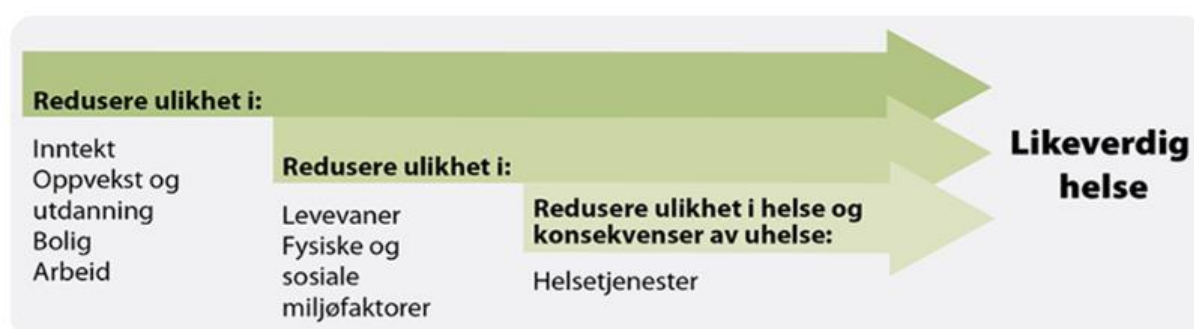 Redusere ulikhet i:
Inntekt
Oppvekst og
utdanning
Bolig
Arbeid
Redusere ulikhet i:
Levevaner
Fysiske og
sosiale
miljøfaktorer
Redusere ulikhet i helse og
konsekvenser av uhelse:
Helsetjenester
Likeverdig
helse